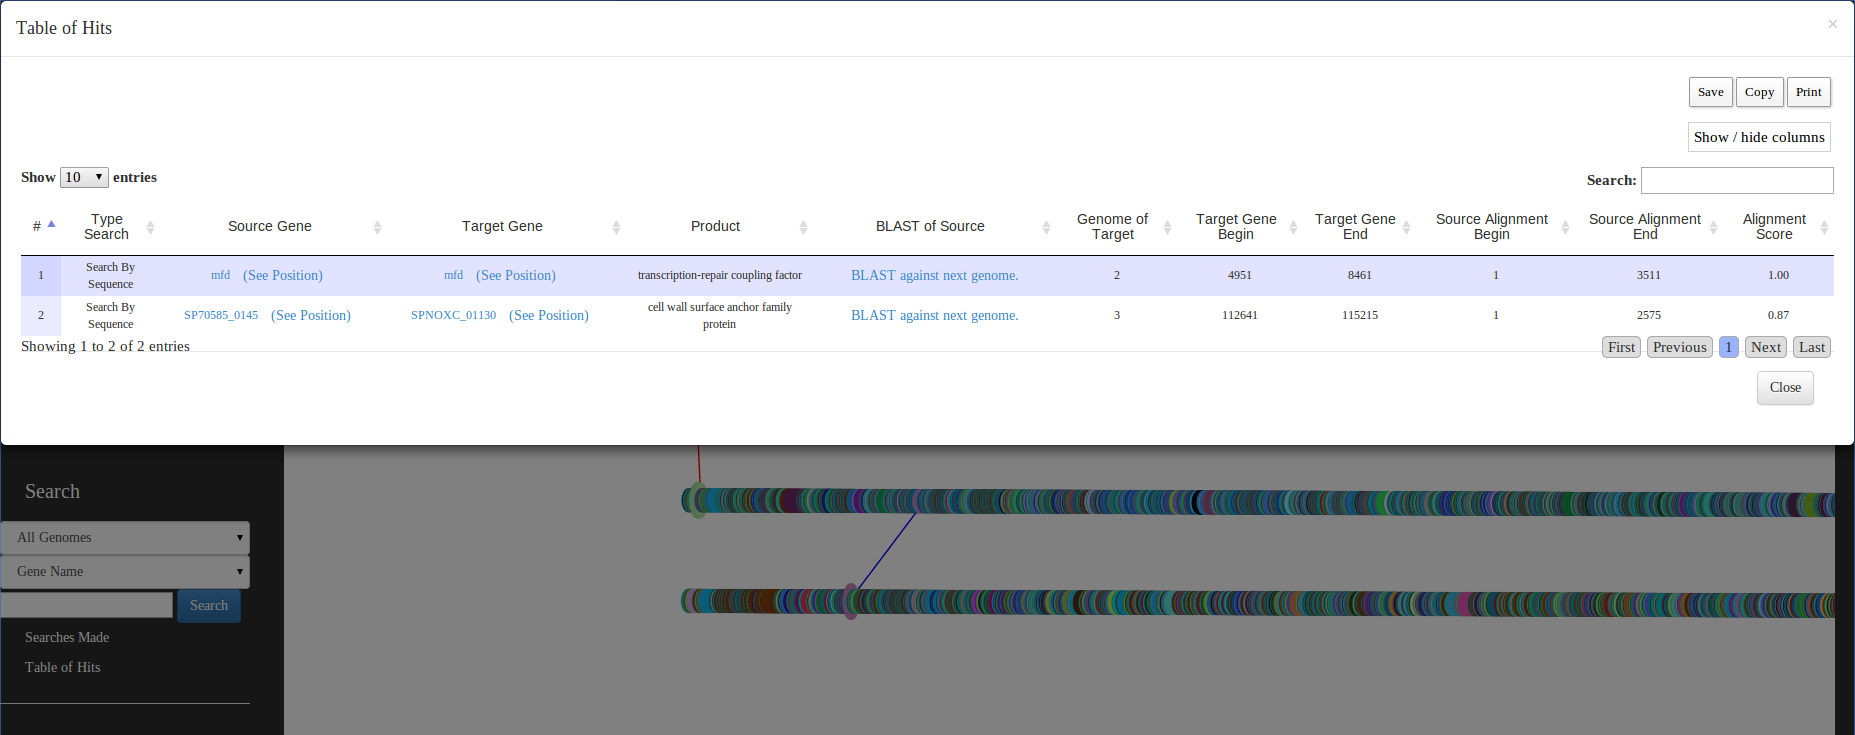 Table of Hits
×
Save Copy Print
Show / hide columns
Show 10 entries
Search:
# Type Search Source Gene Target Gene Product BLAST of Source Genome of Target Target Gene Begin Target Gene End Source Alignment Begin Source Alignment End Alignment Score
1 Search By Sequence mfd (See Position) mfd (See Position) transcription-repair coupling factor BLAST against next genome. 2 4951 8461 1 3511 1.00
2 Search By Sequence SP70585_0145 (See Position) SPNOXC_01130 (See Position) cell wall surface anchor family protein BLAST against next genome. 3 112641 115215 1 2575 0.87
Showing 1 to 2 of 2 entries
First Previous 1 Next Last
Close
Search
All Genomes
Gene Name
Search
Searches Made
Table of Hits